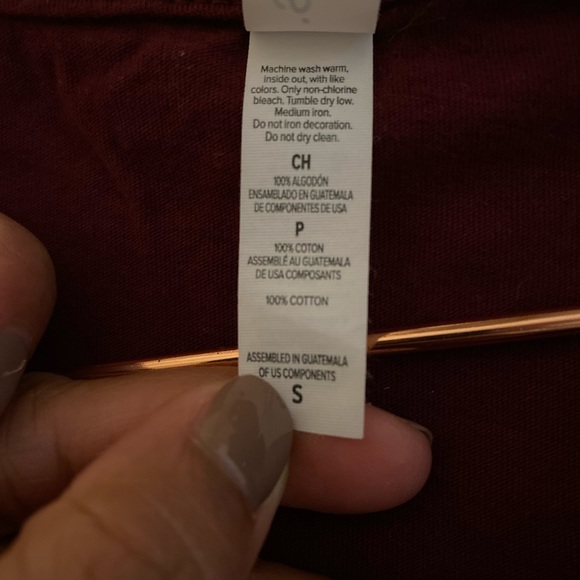 Machine wash warm,
inside out, with like
colors. Only non-chlorine
bleach. Tumble dry low.
Medium iron.
Do not iron decoration.
Do not dry clean.
CH
100% ALGODÓN
ENSAMBLADO EN GUATEMALA
DE COMPONENTES DE USA
P
100% COTON
ASSEMBLÉ AU GUATEMALA
DE USA COMPOSANTS
100% COTTON
ASSEMBLED IN GUATEMALA
OF US COMPONENTS
S